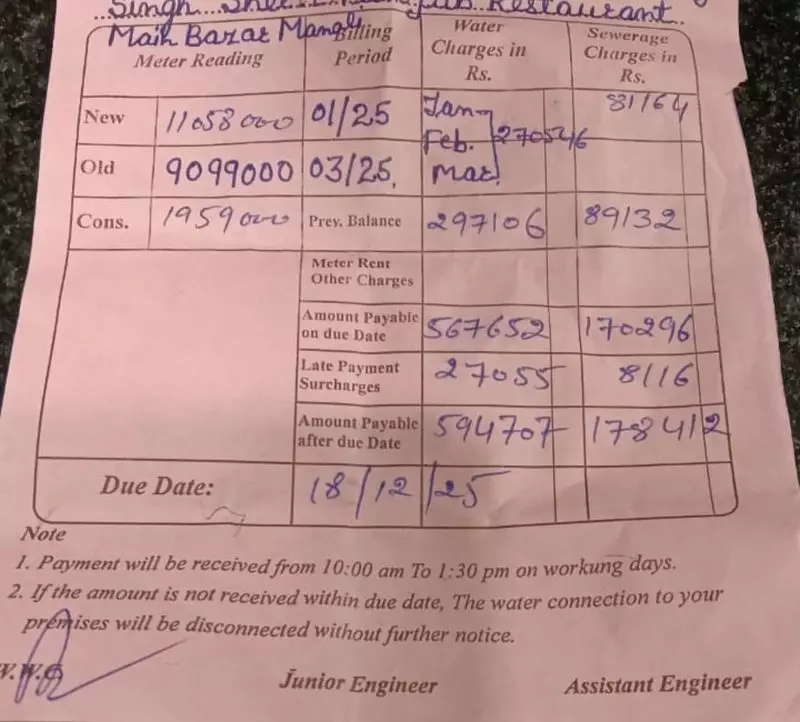 Singh Restaurant
Main Bazar Mangl
Meter Reading Billing Period Water Charges in Rs. Sewerage Charges in Rs.
New 11058000 01/25 Jan 81164
Feb. 270546
Old 9099000 03/25. Mar
Cons. 1959000 Prev. Balance 297106 89132
Meter Rent
Other Charges
Amount Payable on due Date 567652 170296
Late Payment Surcharges 27055 8116
Amount Payable after due Date 594707 178412
Due Date: 18/12/25
Note
1. Payment will be received from 10:00 am To 1:30 pm on workung days.
2. If the amount is not received within due date, The water connection to your
premises will be disconnected without further notice.
Junior Engineer Assistant Engineer